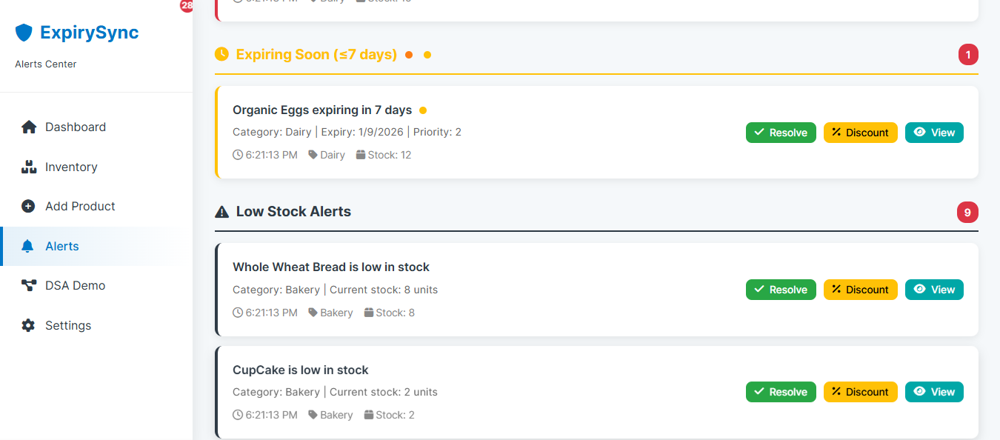 28
ExpirySync
Alerts Center
Dashboard
Inventory
Add Product
Alerts
DSA Demo
Settings
Expiring Soon (≤7 days)
1
Organic Eggs expiring in 7 days
Category: Dairy | Expiry: 1/9/2026 | Priority: 2
6:21:13 PM Dairy Stock: 12
Resolve Discount View
Low Stock Alerts
9
Whole Wheat Bread is low in stock
Category: Bakery | Current stock: 8 units
6:21:13 PM Bakery Stock: 8
Resolve Discount View
CupCake is low in stock
Category: Bakery | Current stock: 2 units
6:21:13 PM Bakery Stock: 2
Resolve Discount View